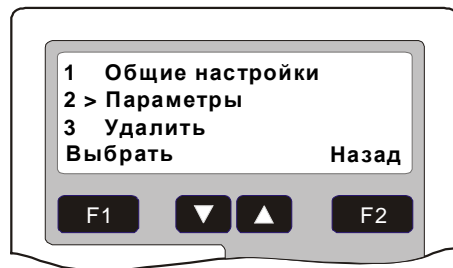 1 Общие настройки
2 > Параметры
3 Удалить
Выбрать Назад
F1 F2